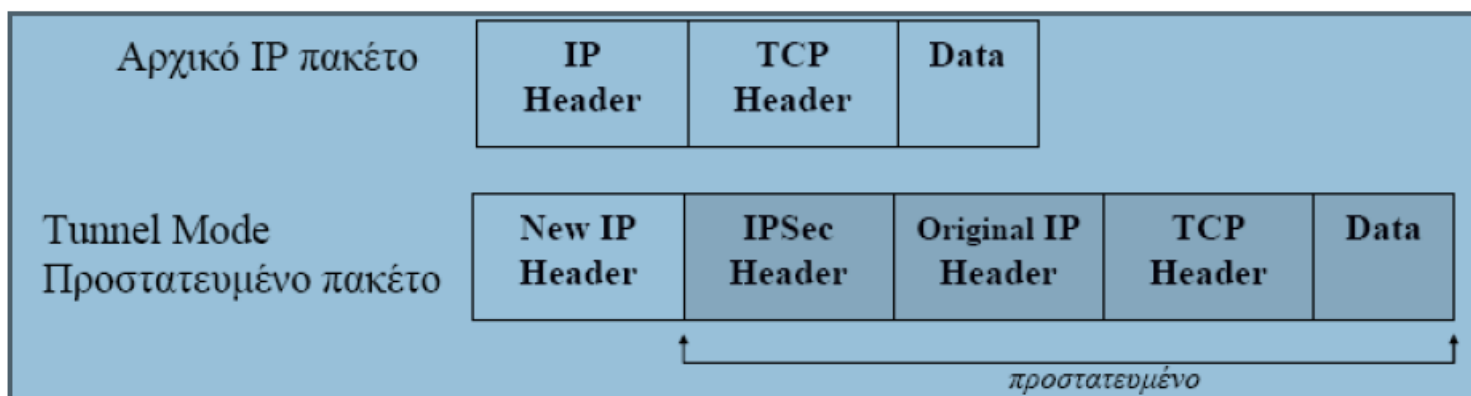 Αρχικό IP πακέτο
IP
Header
TCP
Header
Data
Tunnel Mode
Προστατευμένο πακέτο
New IP
Header
IPSec
Header
Original IP
Header
TCP
Header
Data
προστατευμένο